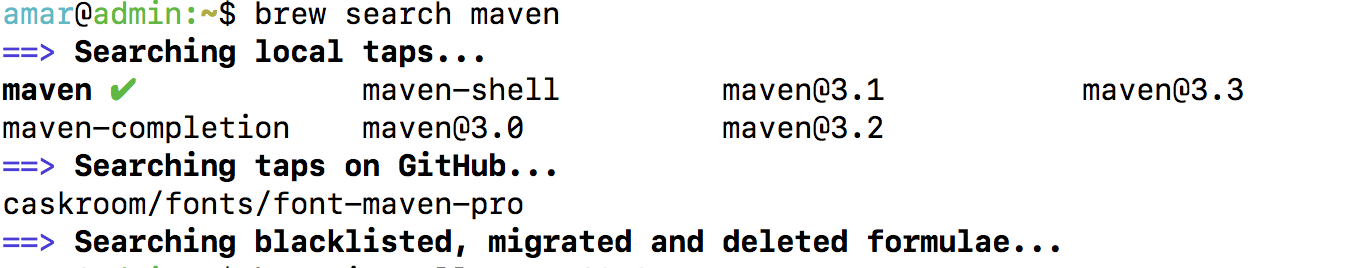 amar@admin:~$ brew search maven
==> Searching local taps...
maven ✔ maven-shell maven@3.1 maven@3.3
maven-completion maven@3.0 maven@3.2
==> Searching taps on GitHub...
caskroom/fonts/font-maven-pro
==> Searching blacklisted, migrated and deleted formulae...